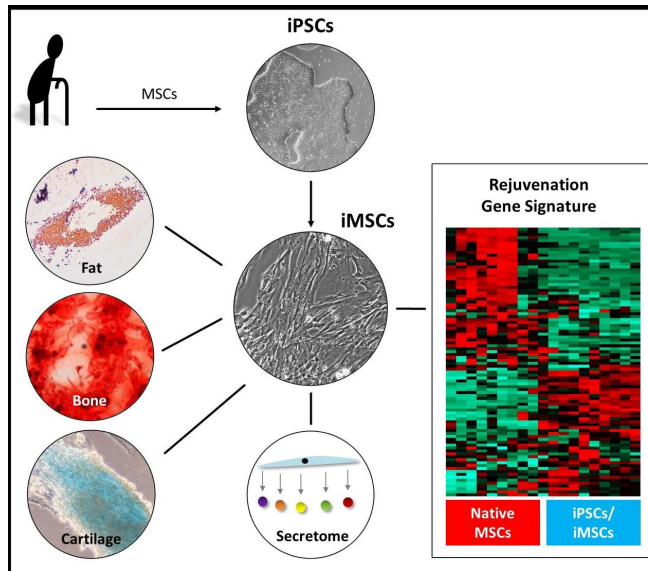 iPSCs
MSCs
iMSCs
Fat
Bone
Cartilage
Secretome
Rejuvenation
Gene Signature
Native
MSCs
iPSCs/
iMSCs